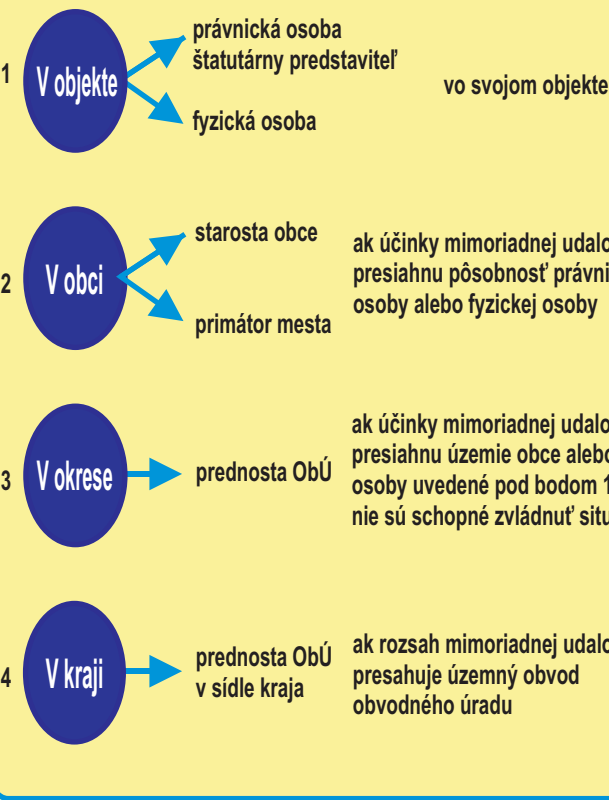 1
V objekte
právnická osoba
štatutárny predstaviteľ
fyzická osoba
vo svojom objekte
2
V obci
starosta obce
primátor mesta
ak účinky mimoriadnej udalo
presiahnu pôsobnosť právni
osoby alebo fyzickej osoby
3
V okrese
prednosta ObÚ
ak účinky mimoriadnej udalo
presiahnu územie obce alebo
osoby uvedené pod bodom 1
nie sú schopné zvládnuť situ
4
V kraji
prednosta ObÚ
v sídle kraja
ak rozsah mimoriadnej udalo
presahuje územný obvod
obvodného úradu